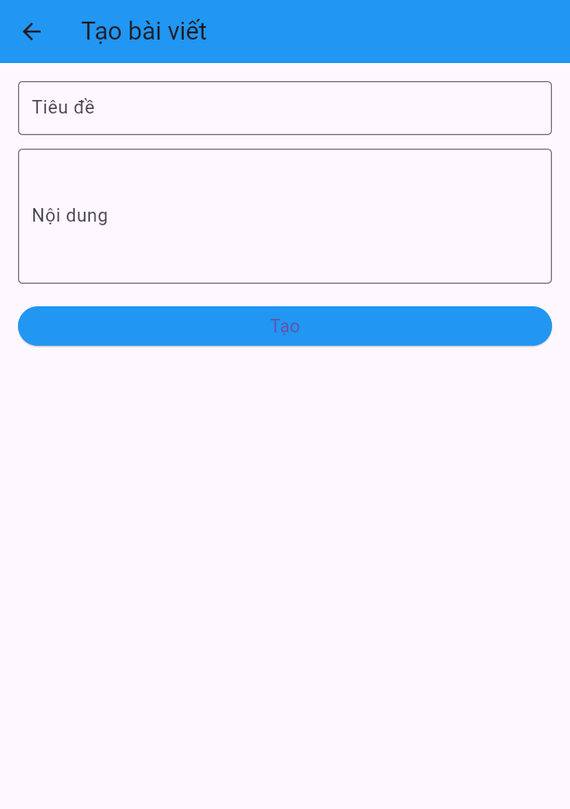 Tạo bài viết
Tiêu đề
Nội dung
Tạo